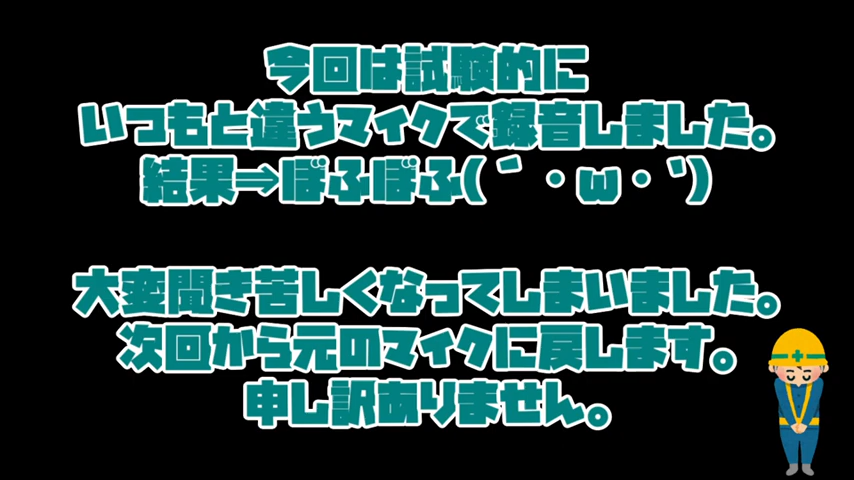 今回は試験的に
いつもと違うマイクで録音しました。
結果⇒ぼふぼふ(´・ω・`)
大変聞き苦しくなってしまいました。
次回から元のマイクに戻します。
申し訳ありません。